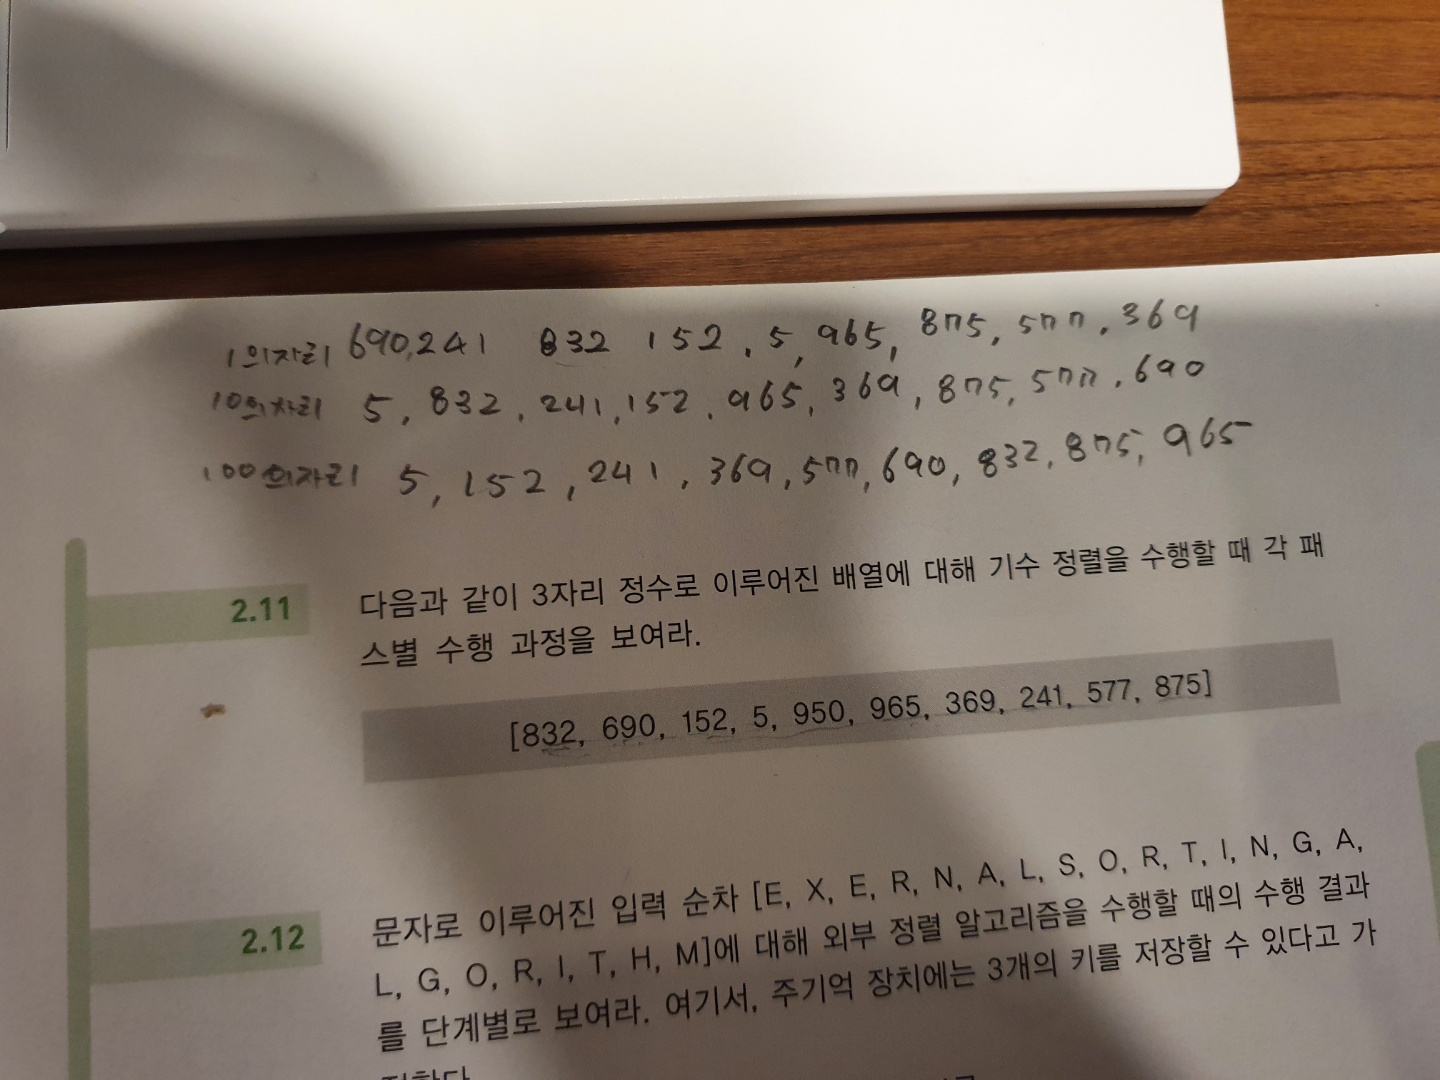 1의자리 690,241 832 152, 5, 965, 875, 577, 369
10의자리 5, 832, 241, 152, 965, 369, 875, 577, 690
100의자리 5, 152, 241, 369, 577, 690, 832, 875, 965
2.11 다음과 같이 3자리 정수로 이루어진 배열에 대해 기수 정렬을 수행할 때 각 패
스별 수행 과정을 보여라.
[832, 690, 152, 5, 950, 965, 369, 241, 577, 875]
2.12 문자로 이루어진 입력 순차 [E, X, E, R, N, A, L, S, O, R, T, I, N, G, A,
L, G, O, R, I, T, H, M]에 대해 외부 정렬 알고리즘을 수행할 때의 수행 결과
를 단계별로 보여라. 여기서, 주기억 장치에는 3개의 키를 저장할 수 있다고 가